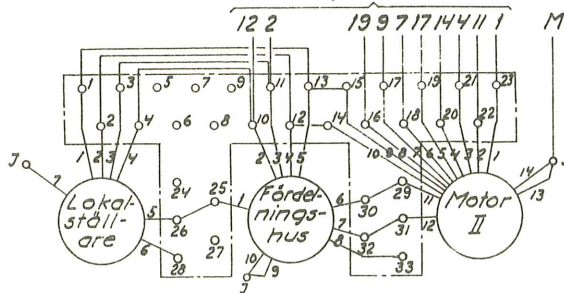 12 2 19 9 7 17 14 4 11 1 M
1 3 5 7 9 11 13 15 17 19 21 23
2 4 6 8 10 12 14 16 18 20 22
1 2 3 4 2 3 4 5 10 9 8 7 6 5 4 3 2 1
J 7 24 25 1 6 29 11 14 J
13
Lokal-
ställ-
are
5 26 27
6 28
Fördel-
nings-
hus
30 7 32 31 12
8 33
10 9 J
Motor
II